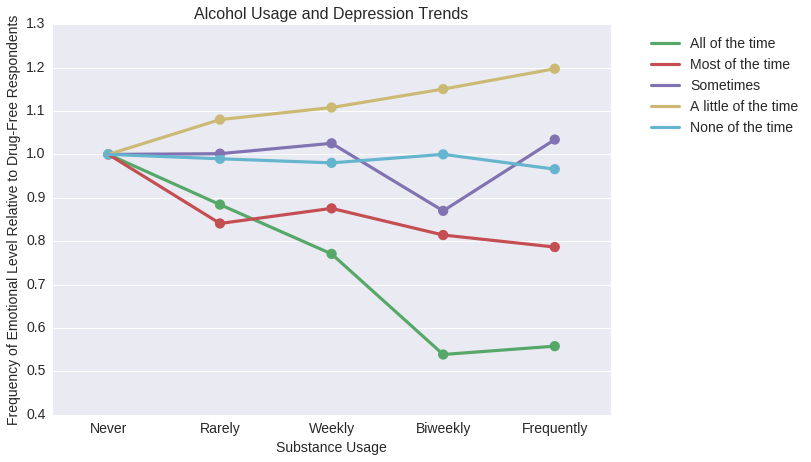 Alcohol Usage and Depression Trends
Frequency of Emotional Level Relative to Drug-Free Respondents
1.3
1.2
1.1
1.0
0.9
0.8
0.7
0.6
0.5
0.4
Never Rarely Weekly Biweekly Frequently
Substance Usage
All of the time
Most of the time
Sometimes
A little of the time
None of the time